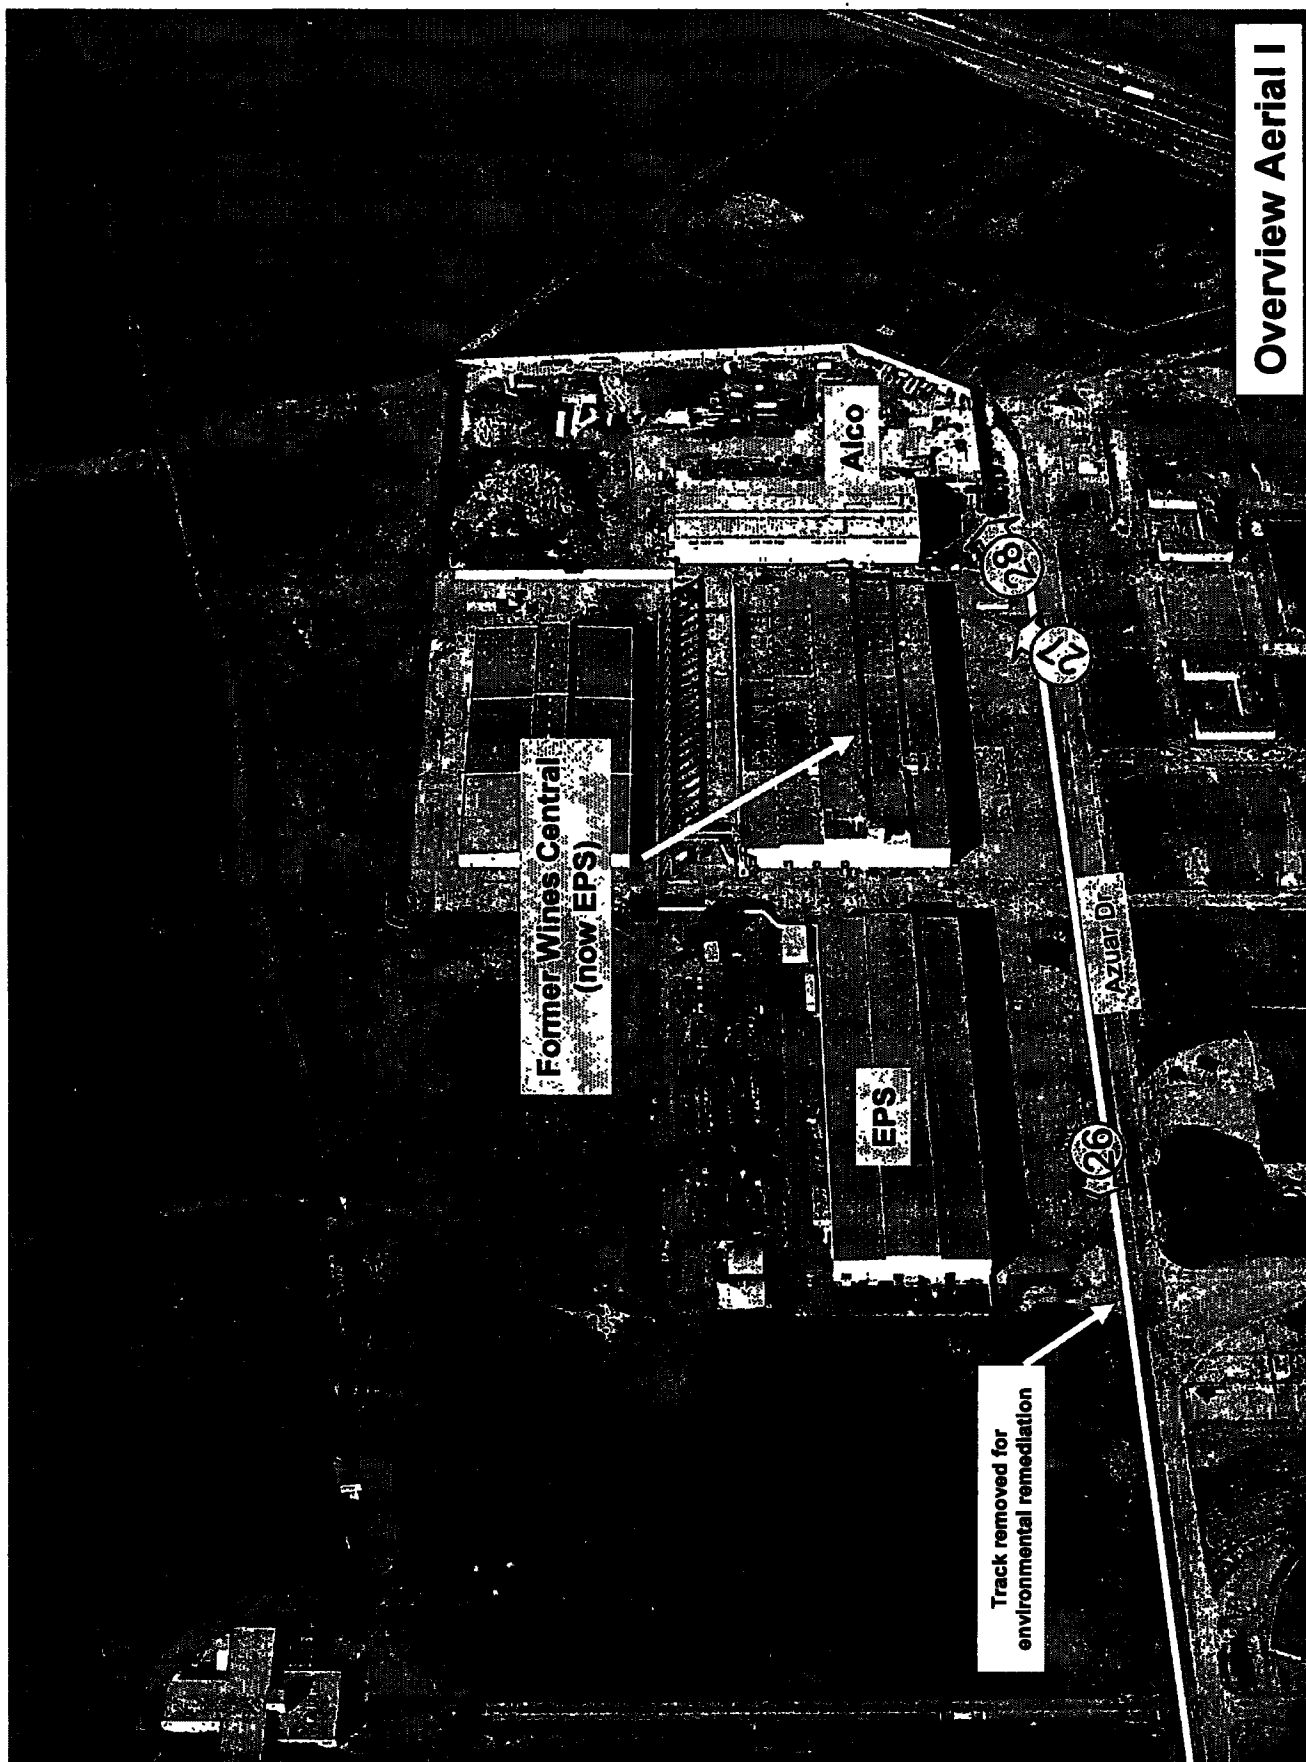 Former Wines Central
(now EPS)
Alco
28
27
EPS
Azuar Dr.
26
Track removed for
environmental remediation
Overview Aerial I